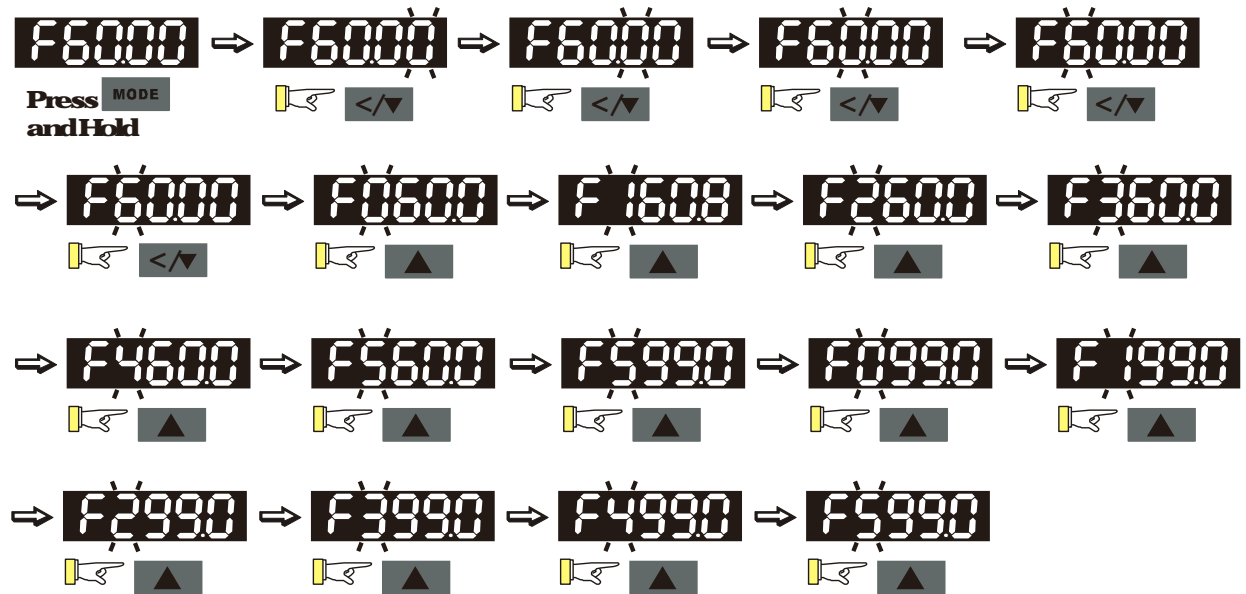 F60.00 F60.00 F60.00 F60.00 F60.00
Press MODE </▼ </▼ </▼ </▼
and Hold
F60.00 F060.0 F 160.8 F260.0 F360.0
</▼ ▲ ▲ ▲ ▲
F460.0 F560.0 F599.0 F099.0 F 199.0
▲ ▲ ▲ ▲ ▲
F299.0 F399.0 F499.0 F599.0
▲ ▲ ▲ ▲